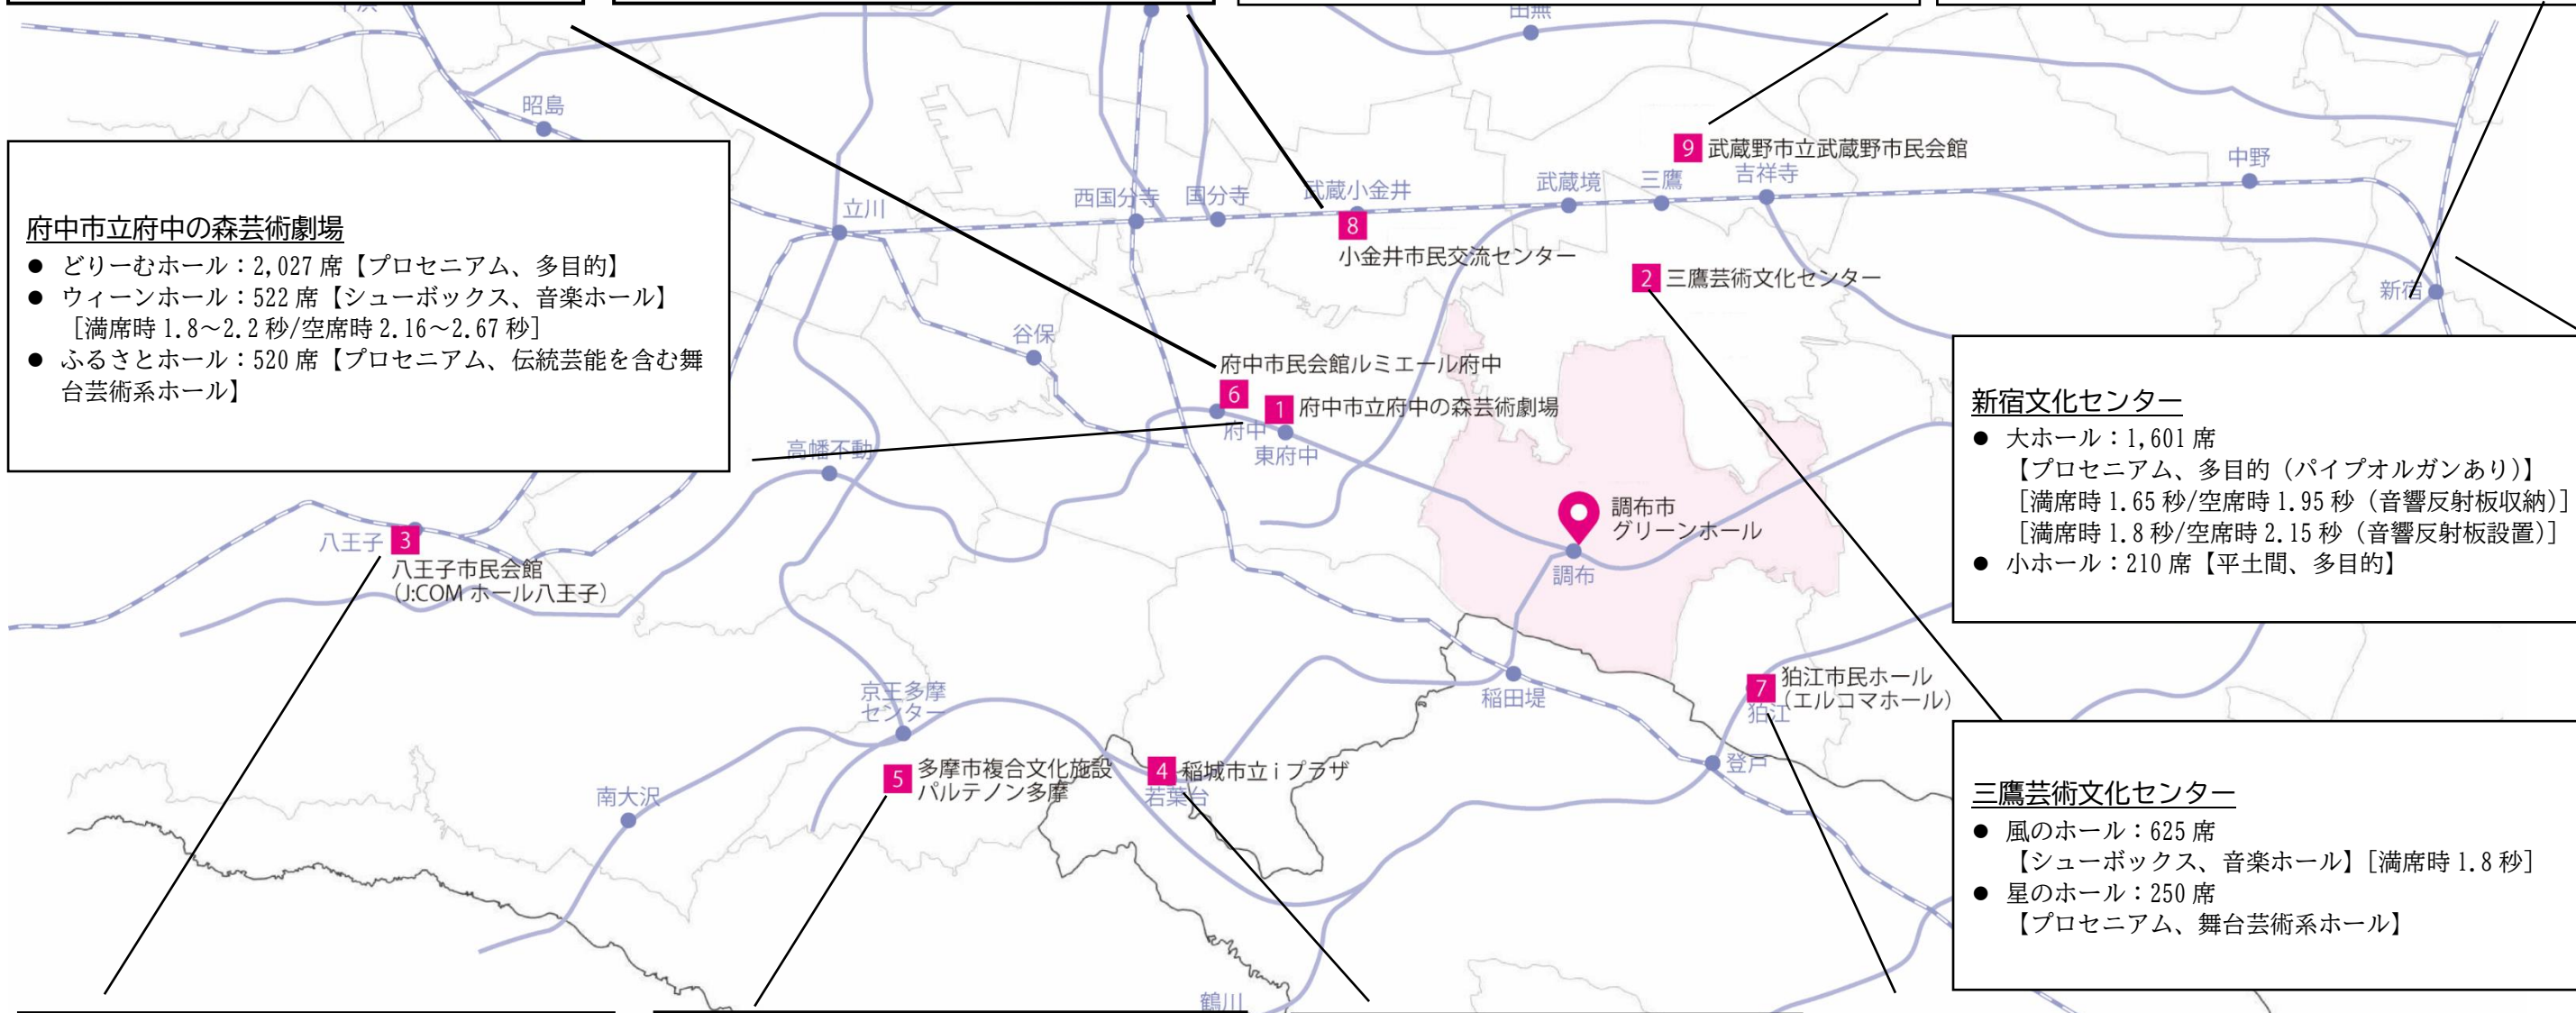 田無
昭島
9 武蔵野市立武蔵野市民会館
中野
西国分寺
国分寺
武蔵小金井
武蔵境
三鷹
吉祥寺
立川
8
小金井市民交流センター
2 三鷹芸術文化センター
新宿
府中市立府中の森芸術劇場
● どりーむホール：2,027 席【プロセニアム、多目的】
● ウィーンホール：522 席【シューボックス、音楽ホール】
［満席時 1.8～2.2 秒/空席時 2.16～2.67 秒］
● ふるさとホール：520 席【プロセニアム、伝統芸能を含む舞
台芸術系ホール】
谷保
府中市民会館ルミエール府中
6
1 府中市立府中の森芸術劇場
府中
東府中
高幡不動
調布市
グリーンホール
調布
八王子
3
八王子市民会館
（J:COM ホール八王子）
新宿文化センター
● 大ホール：1,601 席
【プロセニアム、多目的（パイプオルガンあり）】
［満席時 1.65 秒/空席時 1.95 秒（音響反射板収納）］
［満席時 1.8 秒/空席時 2.15 秒（音響反射板設置）］
● 小ホール：210 席【平土間、多目的】
京王多摩
センター
稲田堤
7 狛江市民ホール
（エルコマホール）
狛江
登戸
5 多摩市複合文化施設
パルテノン多摩
4 稲城市立 i プラザ
若葉台
南大沢
三鷹芸術文化センター
● 風のホール：625 席
【シューボックス、音楽ホール】［満席時 1.8 秒］
● 星のホール：250 席
【プロセニアム、舞台芸術系ホール】
鶴川